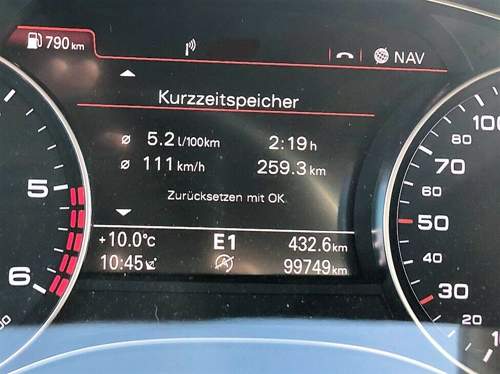 790 km
NAV
Kurzzeitspeicher
ø 5.2 l/100km 2:19 h
ø 111 km/h 259.3 km
Zurücksetzen mit OK
+10.0°C E1 432.6 km
10:45 99749 km
5
6
100
80
70
60
50
40
30
20
10